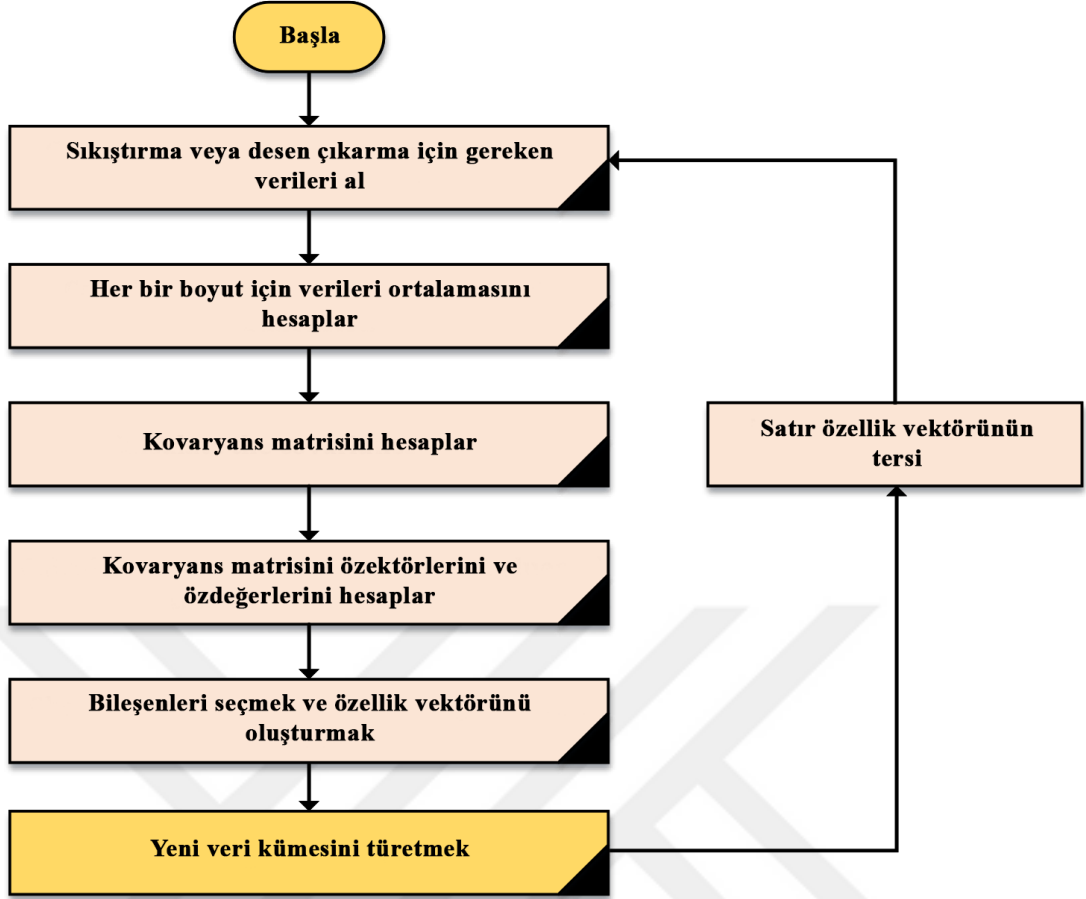 Başla
Sıkıştırma veya desen çıkarma için gereken
verileri al
Her bir boyut için verileri ortalamasını
hesaplar
Kovaryans matrisini hesaplar
Satır özellik vektörünün
tersi
Kovaryans matrisini özektörlerini ve
özdeğerlerini hesaplar
Bileşenleri seçmek ve özellik vektörünü
oluşturmak
Yeni veri kümesini türetmek